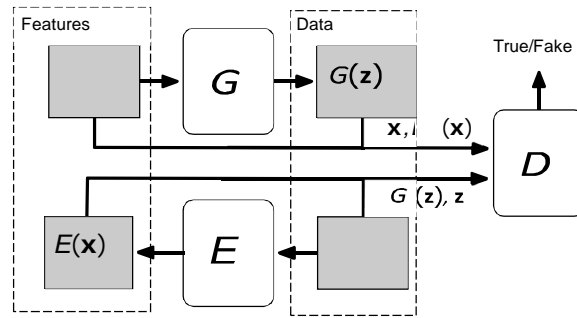 Features
Data
True/Fake
G
G(z)
x, (x)
D
G (z), z
E(x)
E